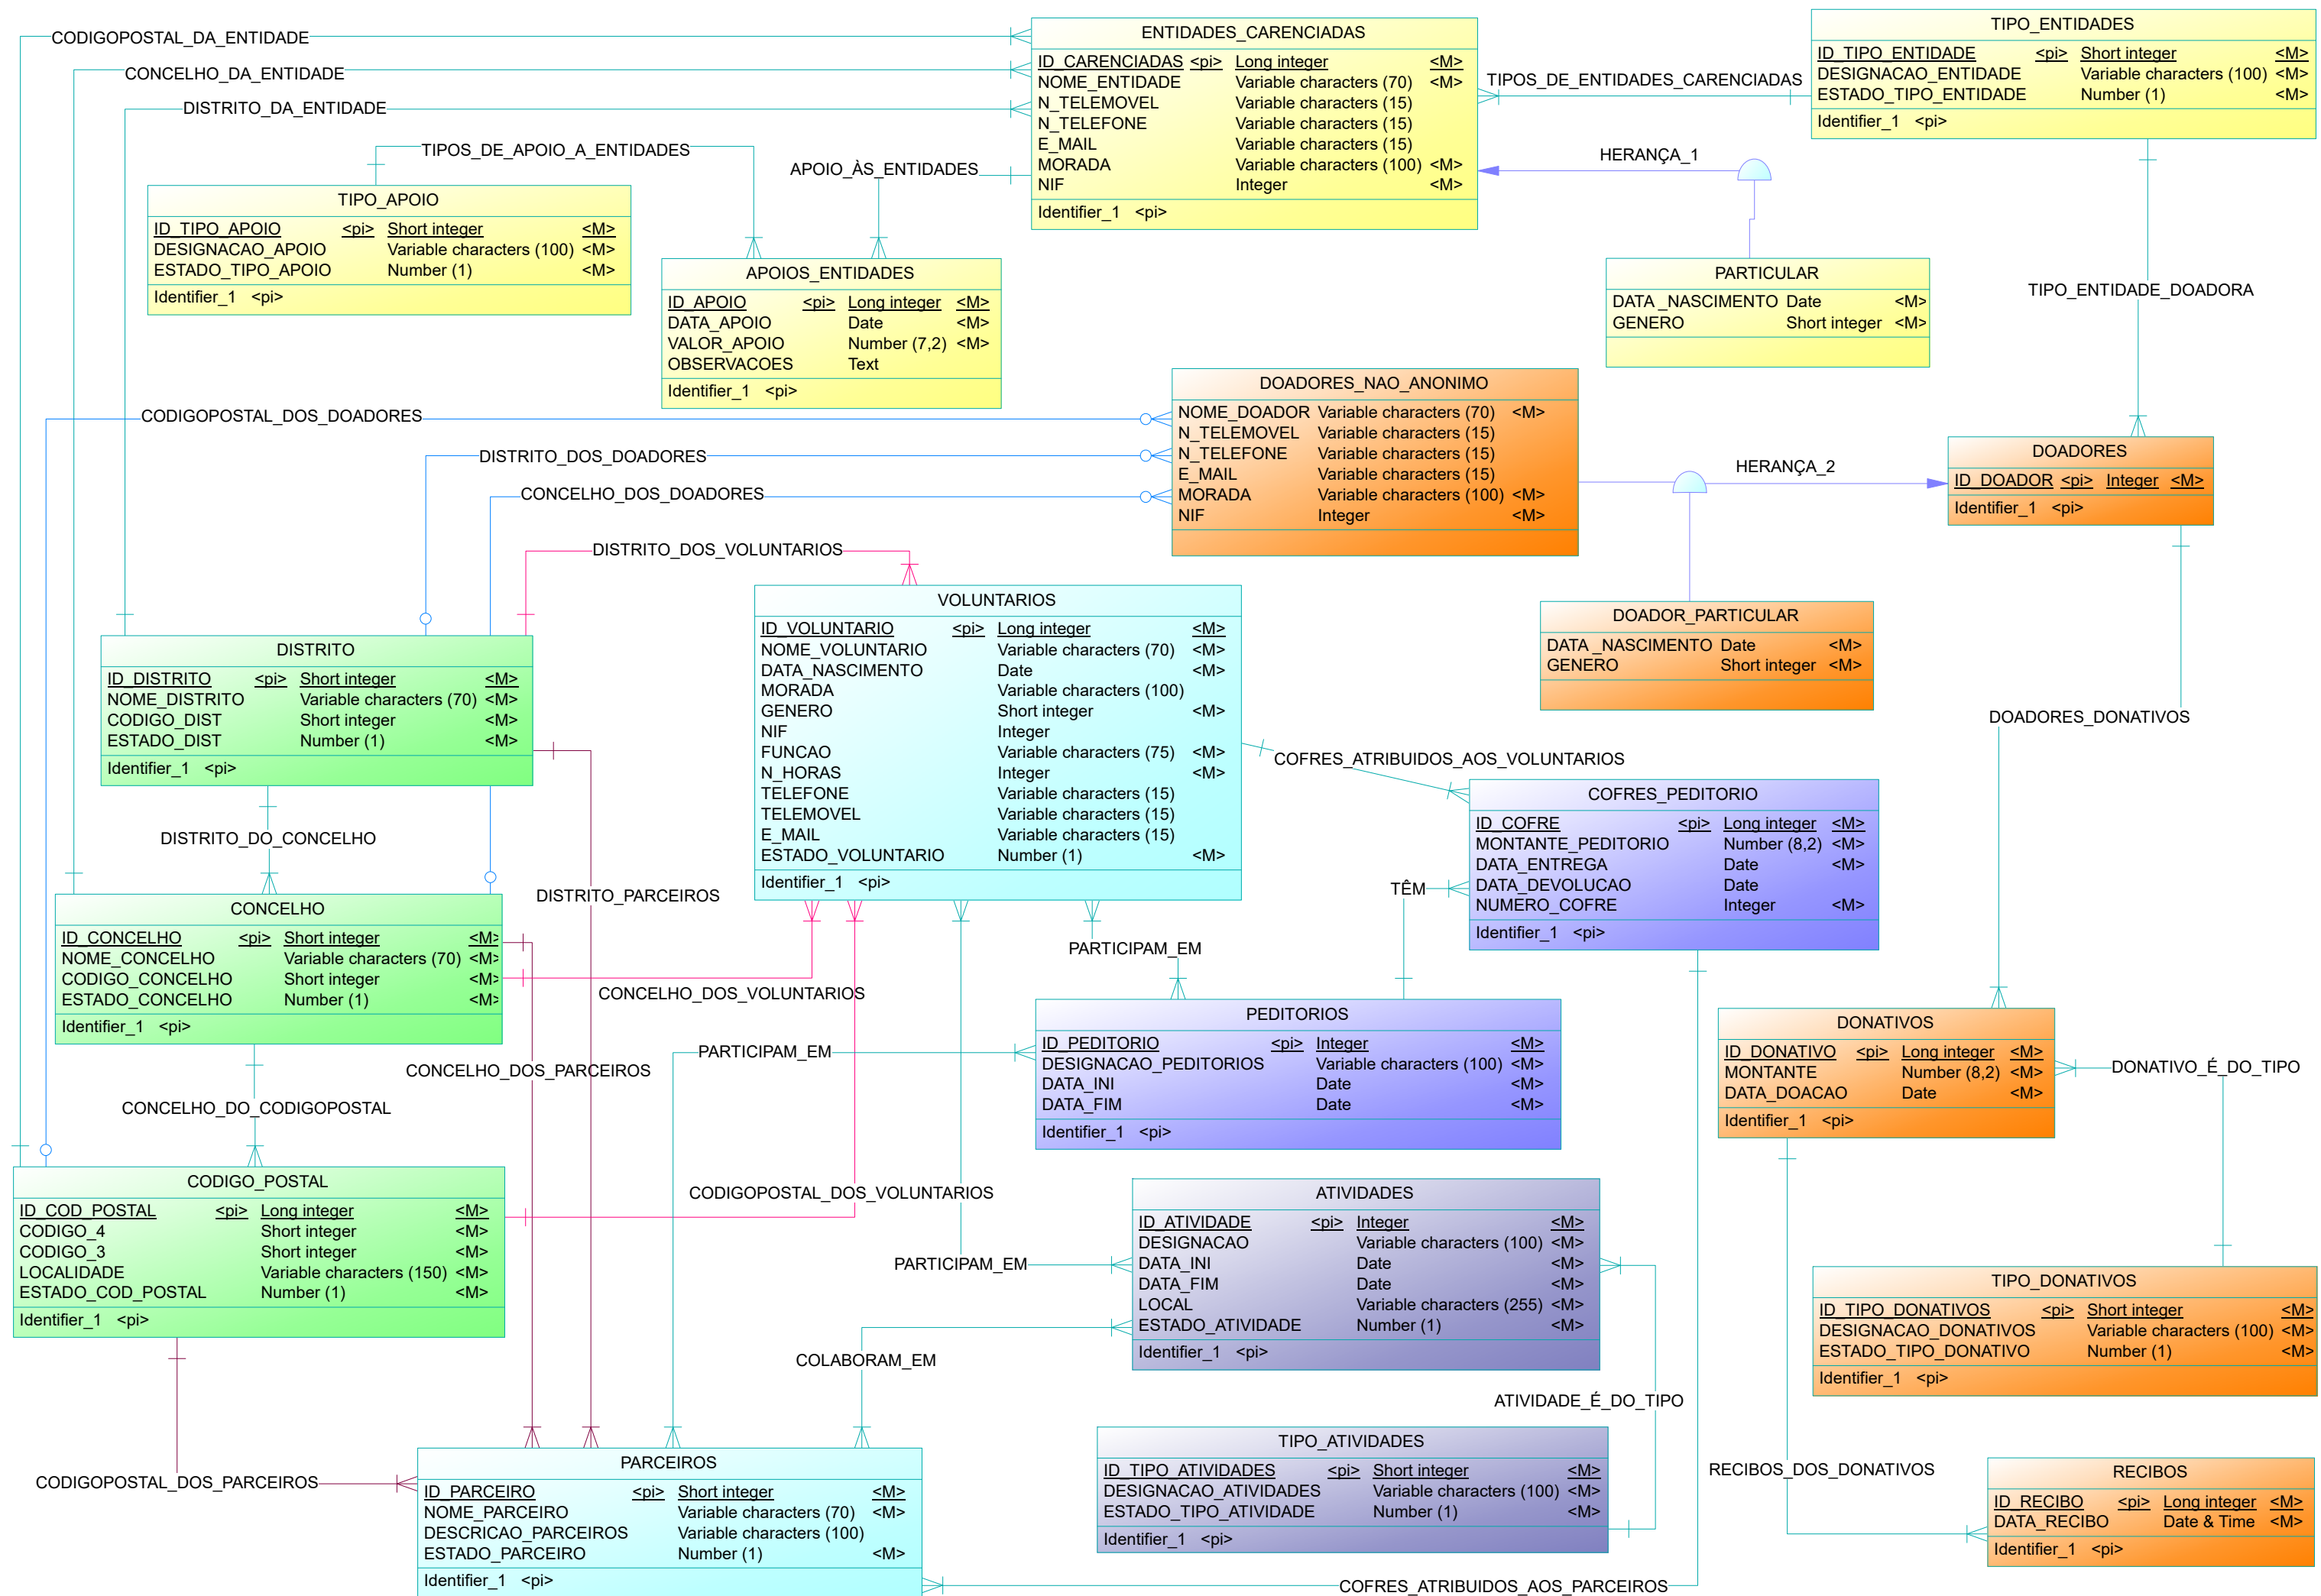 CODIGOPOSTAL_DA_ENTIDADE
CONCELHO_DA_ENTIDADE
DISTRITO_DA_ENTIDADE
TIPOS_DE_APOIO_A_ENTIDADES
APOIO_ÀS_ENTIDADES
TIPOS_DE_ENTIDADES_CARENCIADAS
HERANÇA_1
ENTIDADES_CARENCIADAS
ID_CARENCIADAS <pi> Long integer <M>
NOME_ENTIDADE Variable characters (70) <M>
N_TELEMOVEL Variable characters (15)
N_TELEFONE Variable characters (15)
E_MAIL Variable characters (15)
MORADA Variable characters (100) <M>
NIF Integer <M>
Identifier_1 <pi>
TIPO_ENTIDADES
ID_TIPO_ENTIDADE <pi> Short integer <M>
DESIGNACAO_ENTIDADE Variable characters (100) <M>
ESTADO_TIPO_ENTIDADE Number (1) <M>
Identifier_1 <pi>
TIPO_APOIO
ID_TIPO_APOIO <pi> Short integer <M>
DESIGNACAO_APOIO Variable characters (100) <M>
ESTADO_TIPO_APOIO Number (1) <M>
Identifier_1 <pi>
APOIOS_ENTIDADES
ID_APOIO <pi> Long integer <M>
DATA_APOIO Date <M>
VALOR_APOIO Number (7,2) <M>
OBSERVACOES Text
Identifier_1 <pi>
PARTICULAR
DATA _NASCIMENTO Date <M>
GENERO Short integer <M>
TIPO_ENTIDADE_DOADORA
CODIGOPOSTAL_DOS_DOADORES
DISTRITO_DOS_DOADORES
CONCELHO_DOS_DOADORES
DISTRITO_DOS_VOLUNTARIOS
DOADORES_NAO_ANONIMO
NOME_DOADOR Variable characters (70) <M>
N_TELEMOVEL Variable characters (15)
N_TELEFONE Variable characters (15)
E_MAIL Variable characters (15)
MORADA Variable characters (100) <M>
NIF Integer <M>
HERANÇA_2
DOADORES
ID_DOADOR <pi> Integer <M>
Identifier_1 <pi>
DOADOR_PARTICULAR
DATA _NASCIMENTO Date <M>
GENERO Short integer <M>
DOADORES_DONATIVOS
DISTRITO
ID_DISTRITO <pi> Short integer <M>
NOME_DISTRITO Variable characters (70) <M>
CODIGO_DIST Short integer <M>
ESTADO_DIST Number (1) <M>
Identifier_1 <pi>
VOLUNTARIOS
ID_VOLUNTARIO <pi> Long integer <M>
NOME_VOLUNTARIO Variable characters (70) <M>
DATA_NASCIMENTO Date <M>
MORADA Variable characters (100)
GENERO Short integer <M>
NIF Integer
FUNCAO Variable characters (75) <M>
N_HORAS Integer <M>
TELEFONE Variable characters (15)
TELEMOVEL Variable characters (15)
E_MAIL Variable characters (15)
ESTADO_VOLUNTARIO Number (1) <M>
Identifier_1 <pi>
COFRES_ATRIBUIDOS_AOS_VOLUNTARIOS
COFRES_PEDITORIO
ID_COFRE <pi> Long integer <M>
MONTANTE_PEDITORIO Number (8,2) <M>
DATA_ENTREGA Date <M>
DATA_DEVOLUCAO Date
NUMERO_COFRE Integer <M>
Identifier_1 <pi>
DISTRITO_DO_CONCELHO
DISTRITO_PARCEIROS
TÊM
PARTICIPAM_EM
CONCELHO
ID_CONCELHO <pi> Short integer <M>
NOME_CONCELHO Variable characters (70) <M>
CODIGO_CONCELHO Short integer <M>
ESTADO_CONCELHO Number (1) <M>
Identifier_1 <pi>
CONCELHO_DOS_VOLUNTARIOS
PARTICIPAM_EM
CONCELHO_DOS_PARCEIROS
CONCELHO_DO_CODIGOPOSTAL
PEDITORIOS
ID_PEDITORIO <pi> Integer <M>
DESIGNACAO_PEDITORIOS Variable characters (100) <M>
DATA_INI Date <M>
DATA_FIM Date <M>
Identifier_1 <pi>
DONATIVOS
ID_DONATIVO <pi> Long integer <M>
MONTANTE Number (8,2) <M>
DATA_DOACAO Date <M>
Identifier_1 <pi>
DONATIVO_É_DO_TIPO
CODIGO_POSTAL
ID_COD_POSTAL <pi> Long integer <M>
CODIGO_4 Short integer <M>
CODIGO_3 Short integer <M>
LOCALIDADE Variable characters (150) <M>
ESTADO_COD_POSTAL Number (1) <M>
Identifier_1 <pi>
CODIGOPOSTAL_DOS_VOLUNTARIOS
PARTICIPAM_EM
ATIVIDADES
ID_ATIVIDADE <pi> Integer <M>
DESIGNACAO Variable characters (100) <M>
DATA_INI Date <M>
DATA_FIM Date <M>
LOCAL Variable characters (255) <M>
ESTADO_ATIVIDADE Number (1) <M>
Identifier_1 <pi>
TIPO_DONATIVOS
ID_TIPO_DONATIVOS <pi> Short integer <M>
DESIGNACAO_DONATIVOS Variable characters (100) <M>
ESTADO_TIPO_DONATIVO Number (1) <M>
Identifier_1 <pi>
COLABORAM_EM
ATIVIDADE_É_DO_TIPO
CODIGOPOSTAL_DOS_PARCEIROS
PARCEIROS
ID_PARCEIRO <pi> Short integer <M>
NOME_PARCEIRO Variable characters (70) <M>
DESCRICAO_PARCEIROS Variable characters (100)
ESTADO_PARCEIRO Number (1) <M>
Identifier_1 <pi>
TIPO_ATIVIDADES
ID_TIPO_ATIVIDADES <pi> Short integer <M>
DESIGNACAO_ATIVIDADES Variable characters (100) <M>
ESTADO_TIPO_ATIVIDADE Number (1) <M>
Identifier_1 <pi>
RECIBOS_DOS_DONATIVOS
RECIBOS
ID_RECIBO <pi> Long integer <M>
DATA_RECIBO Date & Time <M>
Identifier_1 <pi>
COFRES_ATRIBUIDOS_AOS_PARCEIROS